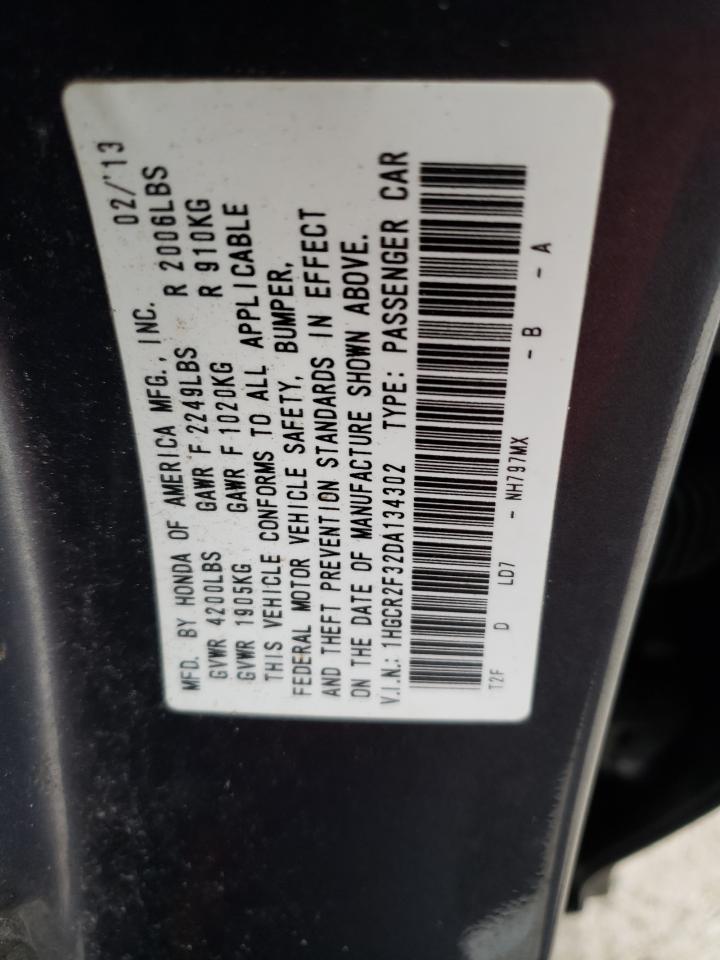 MFD. BY HONDA OF AMERICA MFG., INC. 02/'13
GVWR 4200LBS GAWR F 2249LBS R 2006LBS
GVWR 1905KG GAWR F 1020KG R 910KG
THIS VEHICLE CONFORMS TO ALL APPLICABLE
FEDERAL MOTOR VEHICLE SAFETY, BUMPER,
AND THEFT PREVENTION STANDARDS IN EFFECT
ON THE DATE OF MANUFACTURE SHOWN ABOVE.
V.I.N.: 1HGCR2F32DA134302 TYPE: PASSENGER CAR
T2F D LD7 - NH797MX - B - A